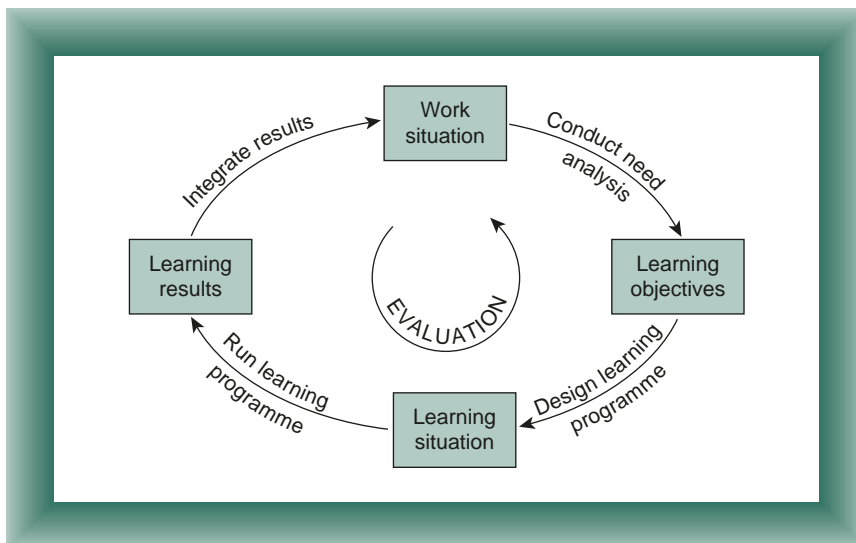 Work
situation
Conduct need
analysis
Learning
objectives
Design learning
programme
Learning
situation
Run learning
programme
Learning
results
Integrate results
EVALUATION